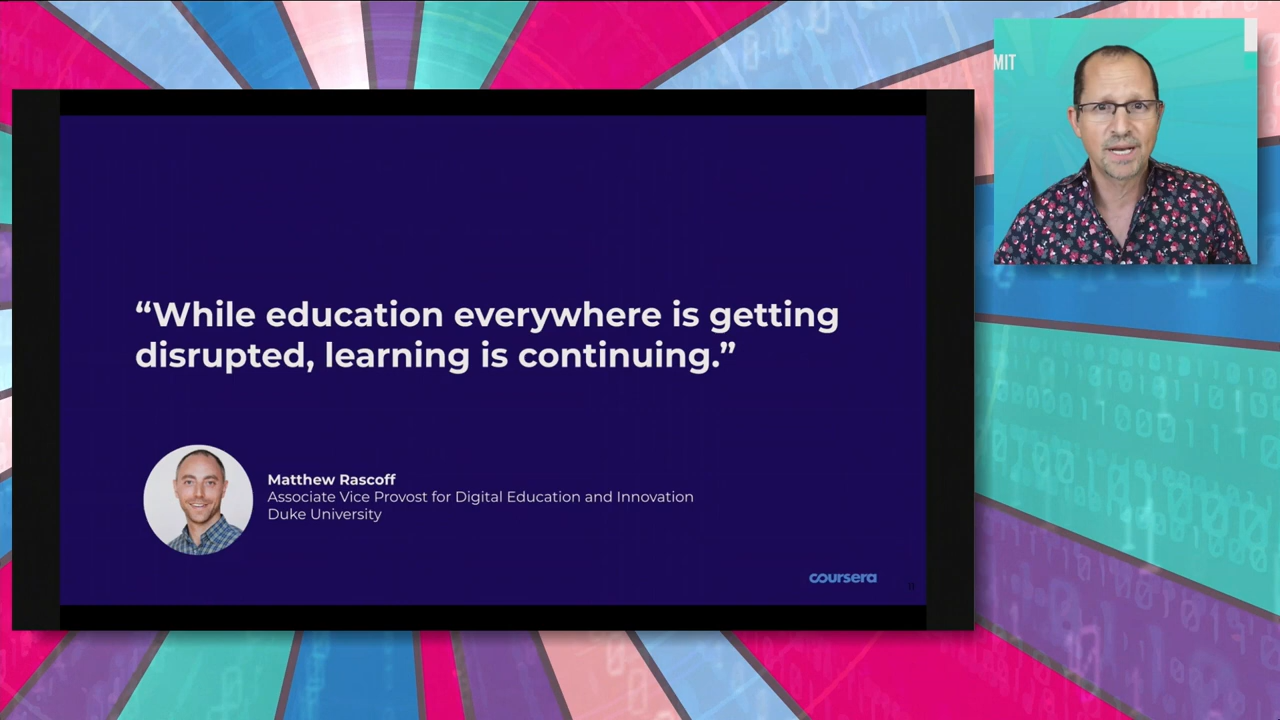 MIT
“While education everywhere is getting
disrupted, learning is continuing.”
Matthew Rascoff
Associate Vice Provost for Digital Education and Innovation
Duke University
coursera